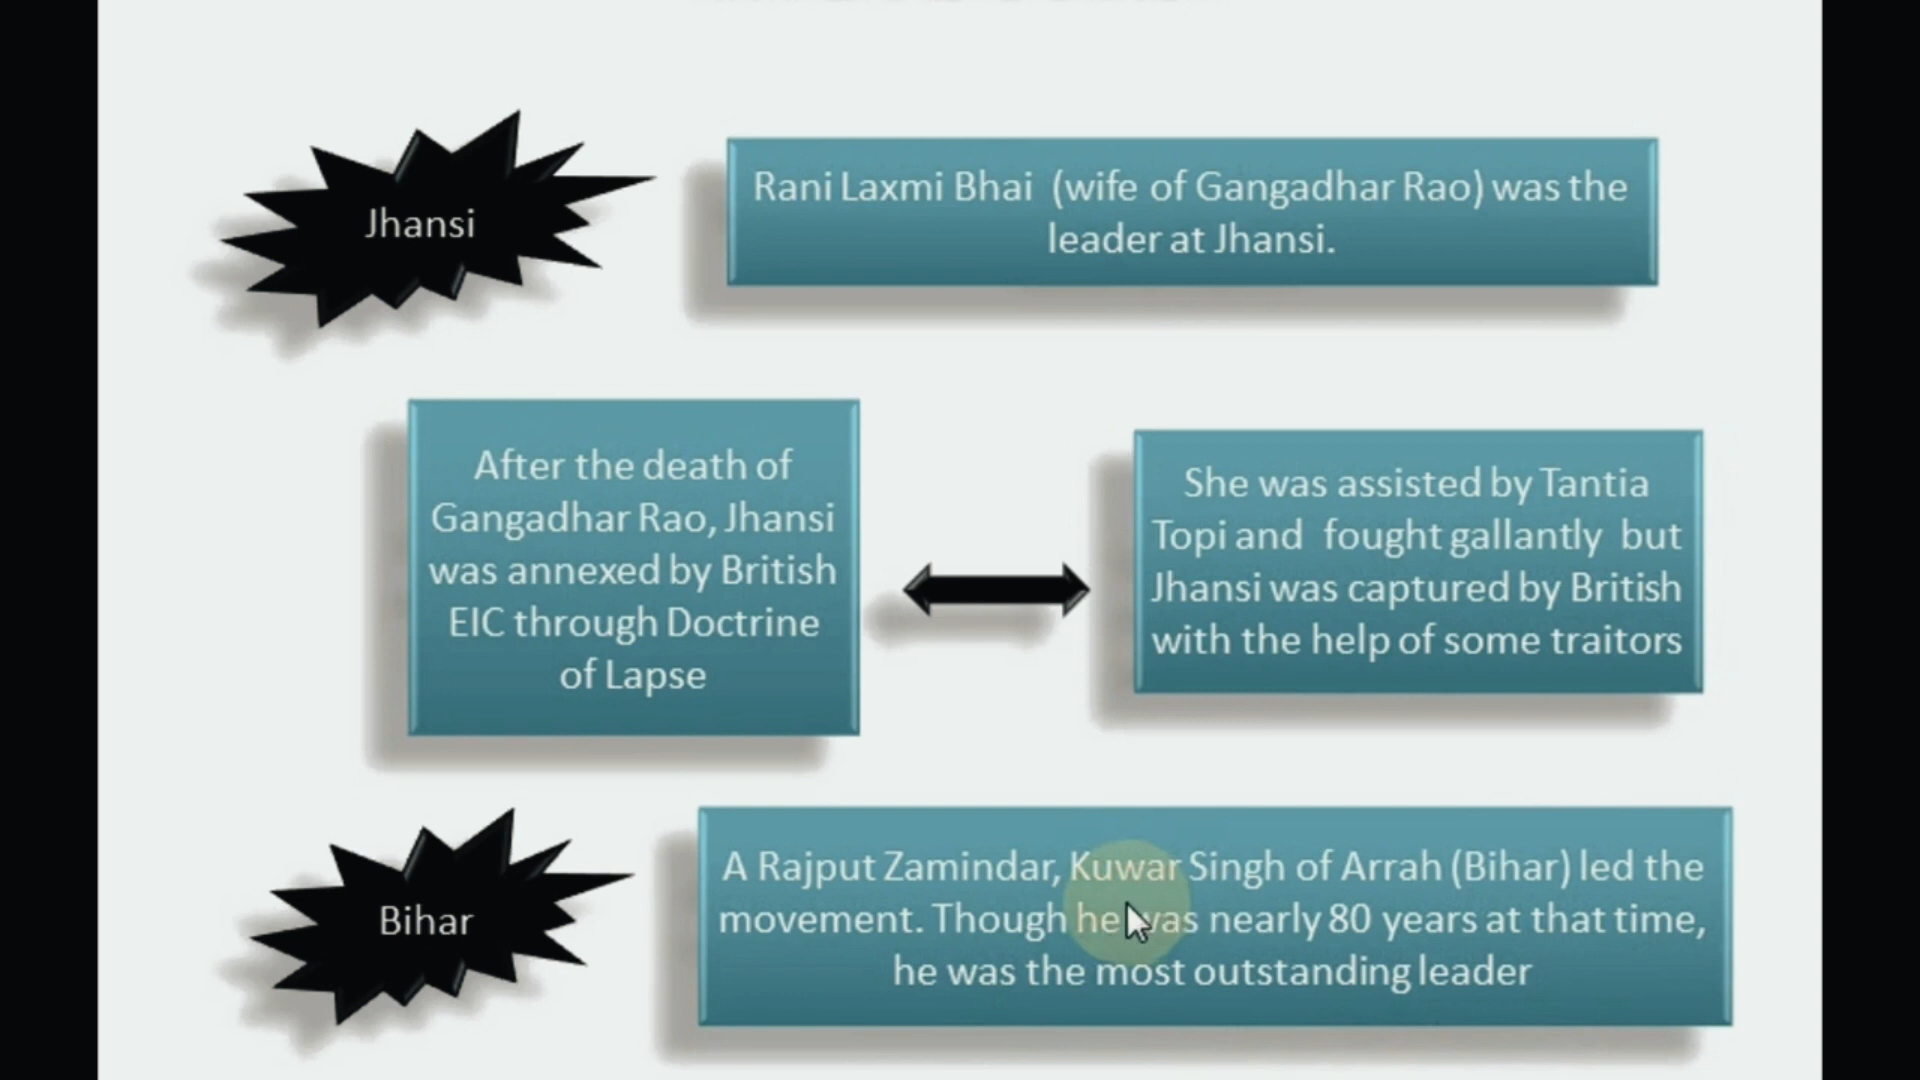 Jhansi
Rani Laxmi Bhai (wife of Gangadhar Rao) was the
leader at Jhansi.
After the death of
Gangadhar Rao, Jhansi
was annexed by British
EIC through Doctrine
of Lapse
She was assisted by Tantia
Topi and fought gallantly but
Jhansi was captured by British
with the help of some traitors
Bihar
A Rajput Zamindar, Kuwar Singh of Arrah (Bihar) led the
movement. Though he was nearly 80 years at that time,
he was the most outstanding leader